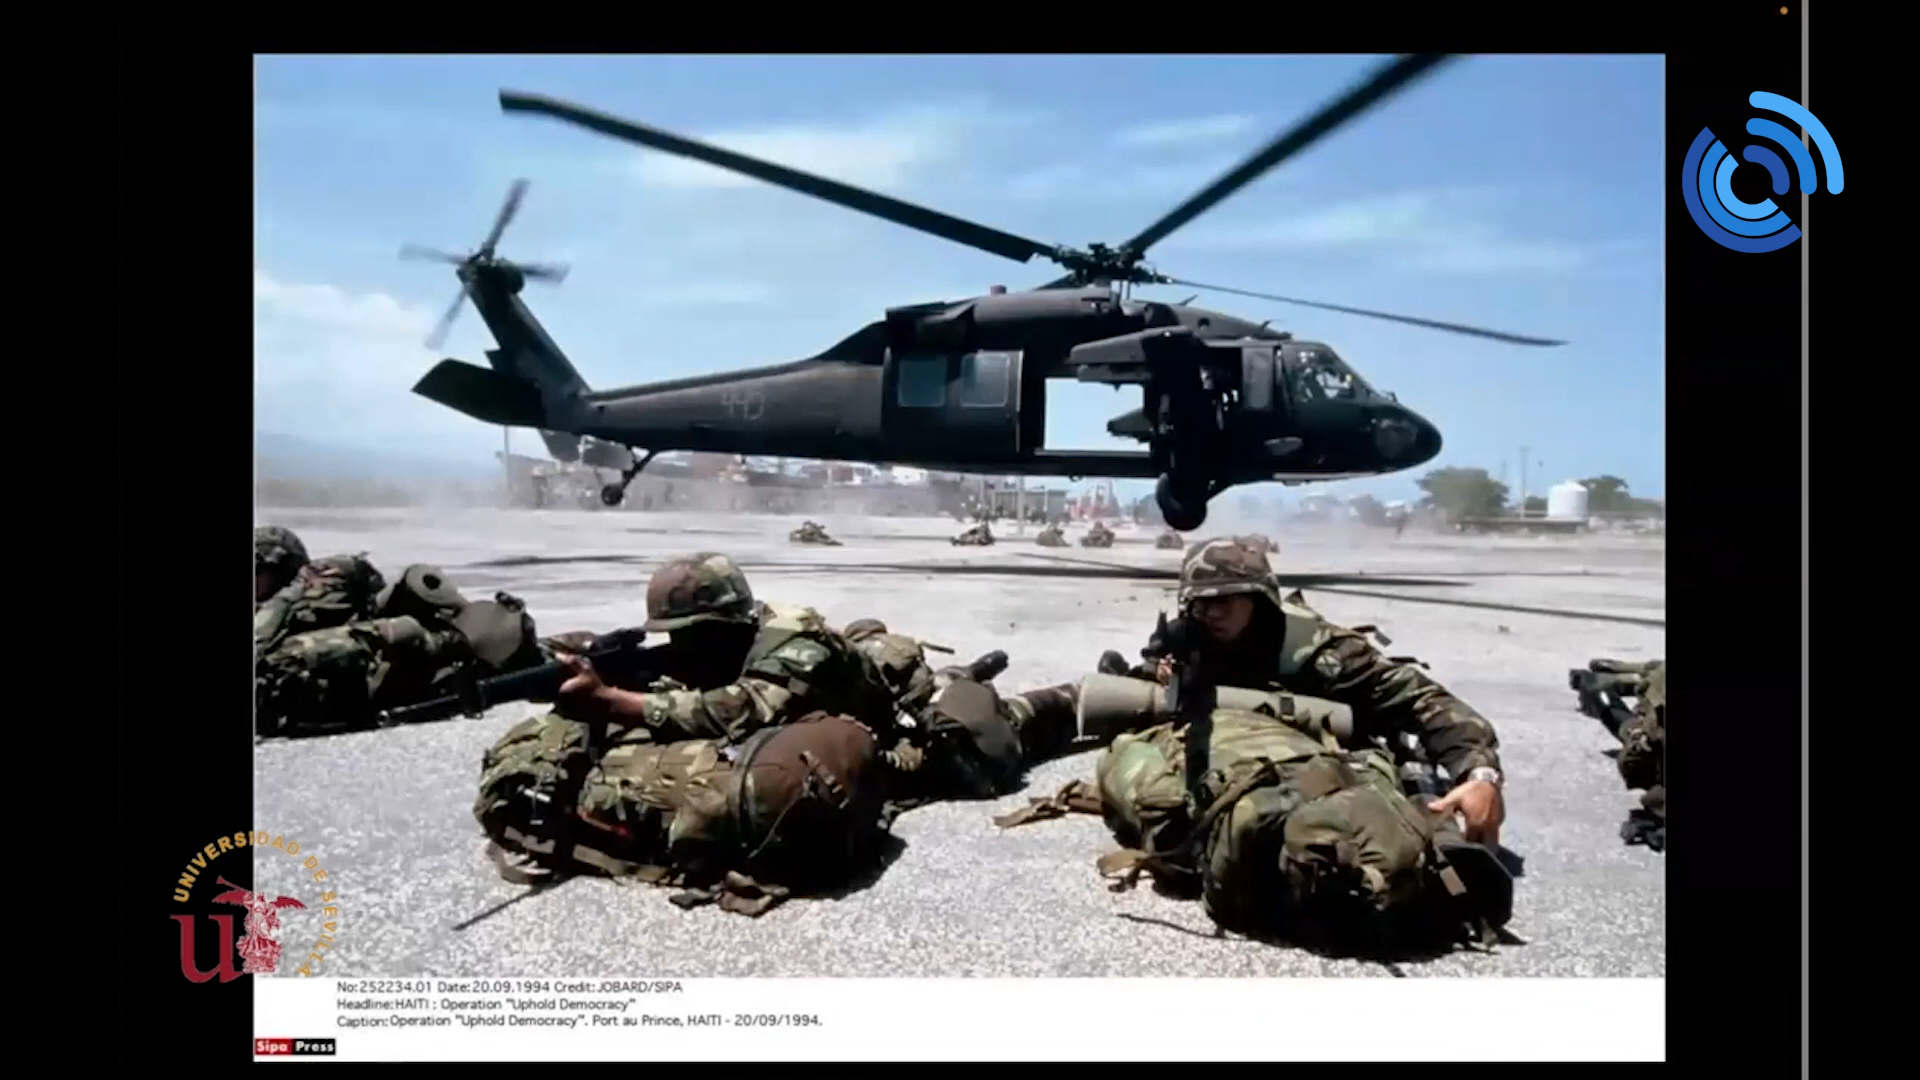 440
UNIVERSIDAD DE SEVILLA
No:252234.01 Date:20.09.1994 Credit:JOBARD/SIPA
Headline:HAITI : Operation "Uphold Democracy"
Caption:Operation "Uphold Democracy". Port au Prince, HAITI - 20/09/1994.
Sipa Press